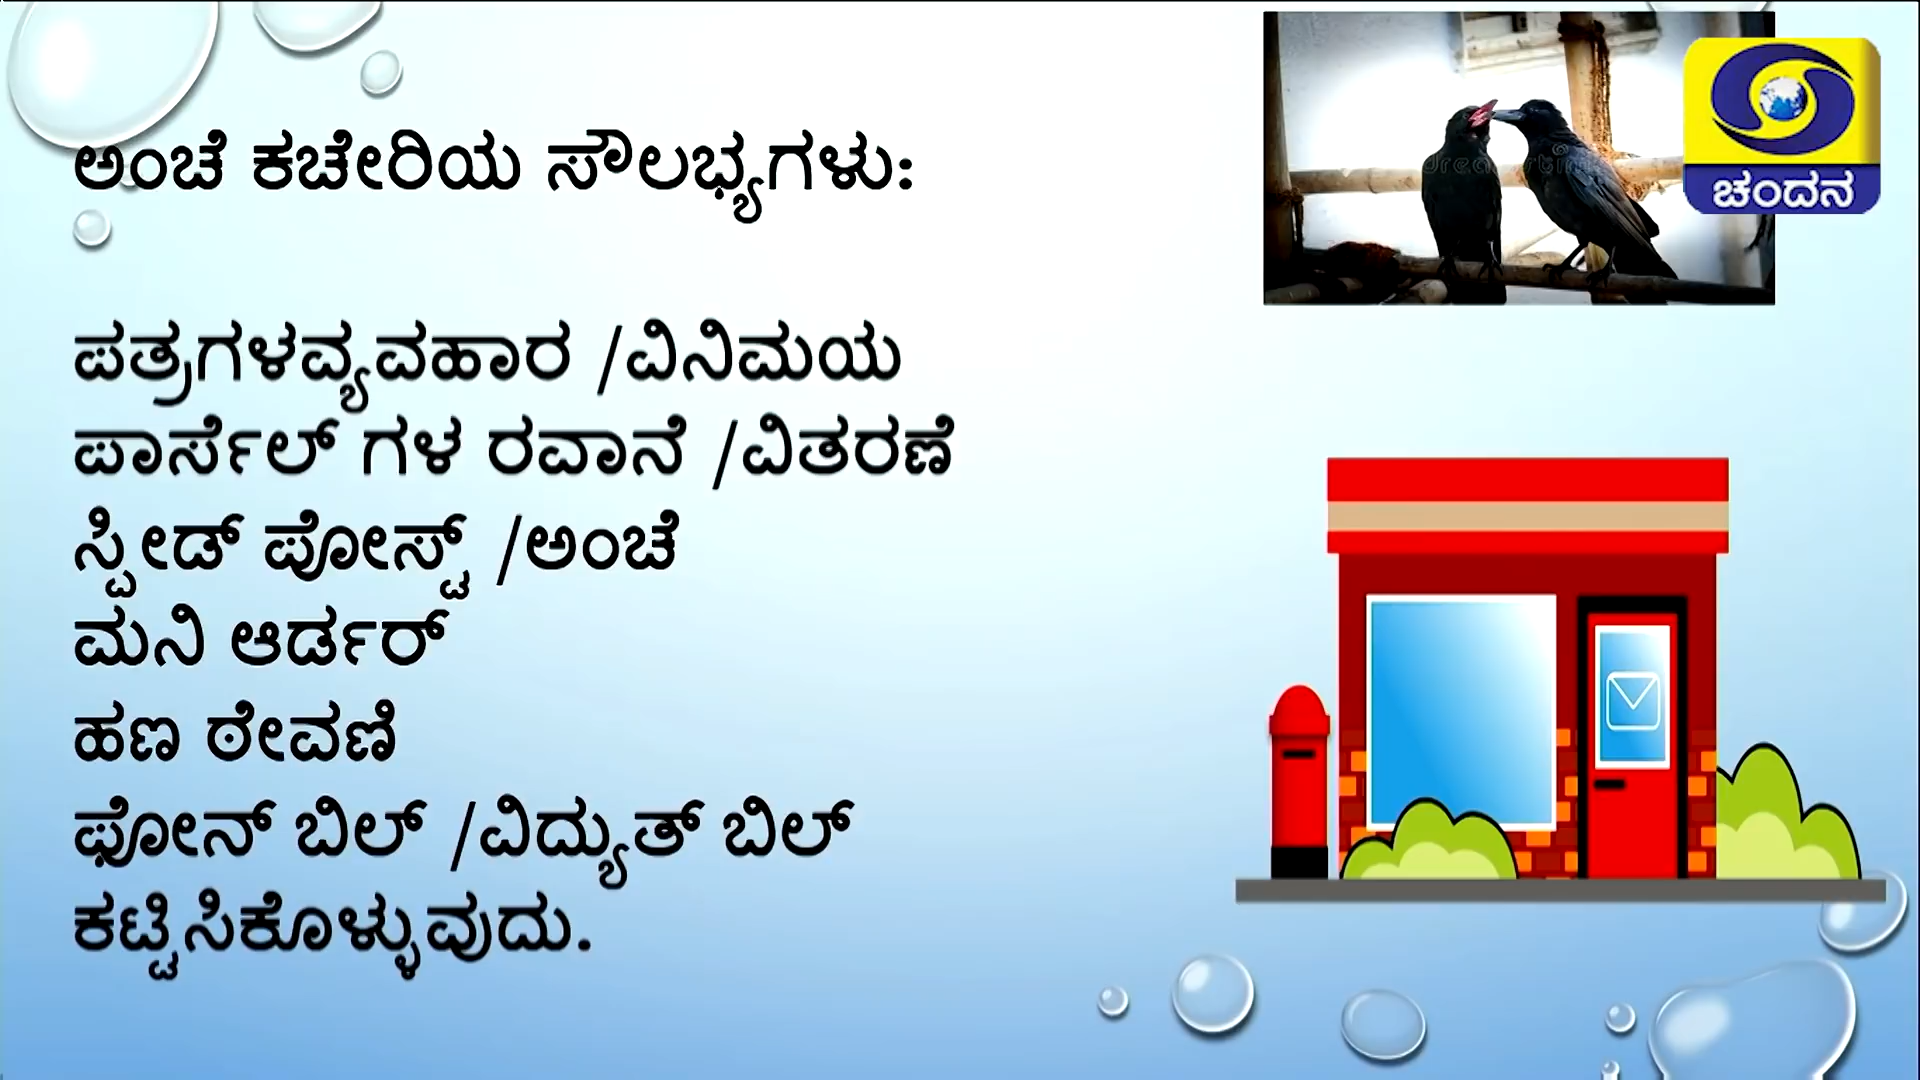 ಅಂಚೆ ಕಚೇರಿಯ ಸೌಲಭ್ಯಗಳು:
ಪತ್ರಗಳವ್ಯವಹಾರ /ವಿನಿಮಯ
ಪಾರ್ಸೆಲ್ ಗಳ ರವಾನೆ /ವಿತರಣೆ
ಸ್ಪೀಡ್ ಪೋಸ್ಟ್ /ಅಂಚೆ
ಮನಿ ಆರ್ಡರ್
ಹಣ ಠೇವಣಿ
ಫೋನ್ ಬಿಲ್ /ವಿದ್ಯುತ್ ಬಿಲ್
ಕಟ್ಟಿಸಿಕೊಳ್ಳುವುದು.
ಚಂದನ